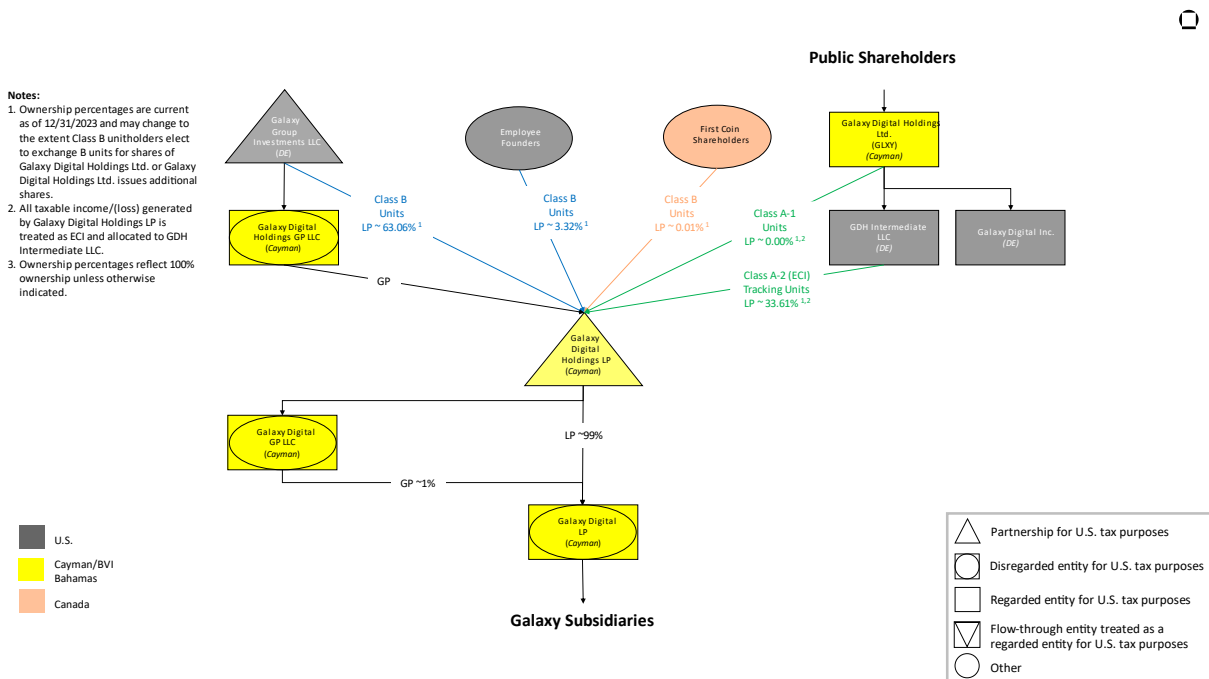 Public Shareholders
Notes:
1. Ownership percentages are current
as of 12/31/2023 and may change to
the extent Class B unitholders elect
to exchange B units for shares of
Galaxy Digital Holdings Ltd. or Galaxy
Digital Holdings Ltd. issues additional
shares.
2. All taxable income/(loss) generated
by Galaxy Digital Holdings LP is
treated as ECI and allocated to GDH
Intermediate LLC.
3. Ownership percentages reflect 100%
ownership unless otherwise
indicated.
Galaxy
Group
Investments LLC
(DE)
Employee
Founders
First Coin
Shareholders
Galaxy Digital Holdings
Ltd.
(GLXY)
(Cayman)
Class B
Units
LP ~ 63.06% 1
Class B
Units
LP ~ 3.32% 1
Class B
Units
LP ~ 0.01% 1
Class A-1
Units
LP ~ 0.00% 1,2
Galaxy Digital
Holdings GP LLC
(Cayman)
GDH Intermediate
LLC
(DE)
Galaxy Digital Inc.
(DE)
GP
Class A-2 (ECI)
Tracking Units
LP ~ 33.61% 1,2
Galaxy
Digital
Holdings LP
(Cayman)
Galaxy Digital
GP LLC
(Cayman)
LP ~99%
GP ~1%
Galaxy Digital
LP
(Cayman)
Galaxy Subsidiaries
U.S.
Cayman/BVI
Bahamas
Canada
Partnership for U.S. tax purposes
Disregarded entity for U.S. tax purposes
Regarded entity for U.S. tax purposes
Flow-through entity treated as a
regarded entity for U.S. tax purposes
Other